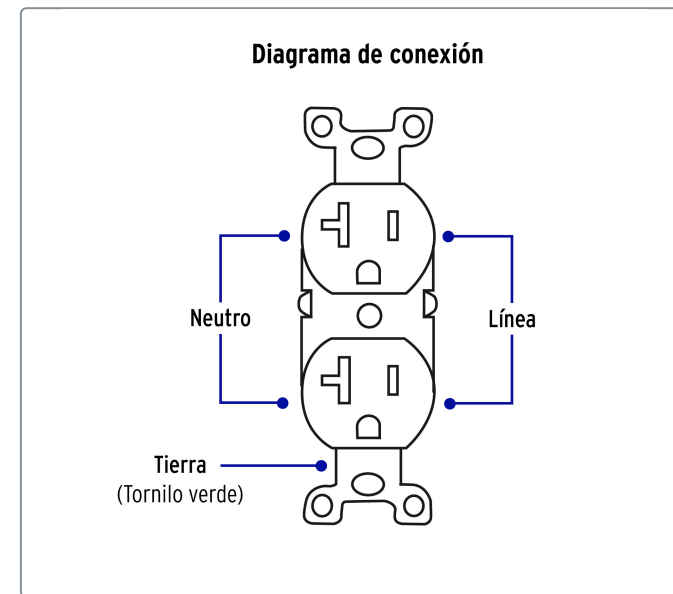 Diagrama de conexión
Neutro
Línea
Tierra
(Tornilo verde)